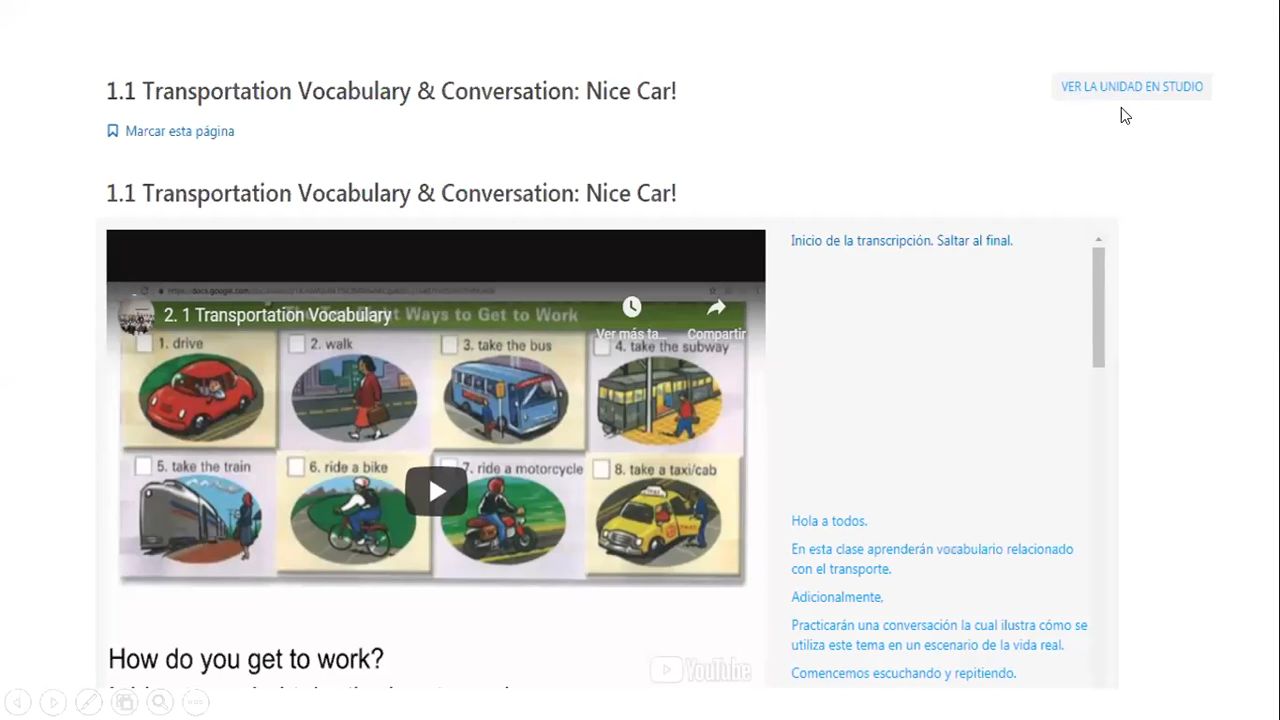 1.1 Transportation Vocabulary & Conversation: Nice Car!
VER LA UNIDAD EN STUDIO
Marcar esta página
1.1 Transportation Vocabulary & Conversation: Nice Car!
2. 1 Transportation Vocabulary
Ways to Get to Work
Ver más ta...
Compartir
1. drive
2. walk
3. take the bus
4. take the subway
5. take the train
6. ride a bike
7. ride a motorcycle
8. take a taxi/cab
How do you get to work?
YouTube
Inicio de la transcripción. Saltar al final.
Hola a todos.
En esta clase aprenderán vocabulario relacionado
con el transporte.
Adicionalmente,
Practicarán una conversación la cual ilustra cómo se
utiliza este tema en un escenario de la vida real.
Comencemos escuchando y repitiendo.